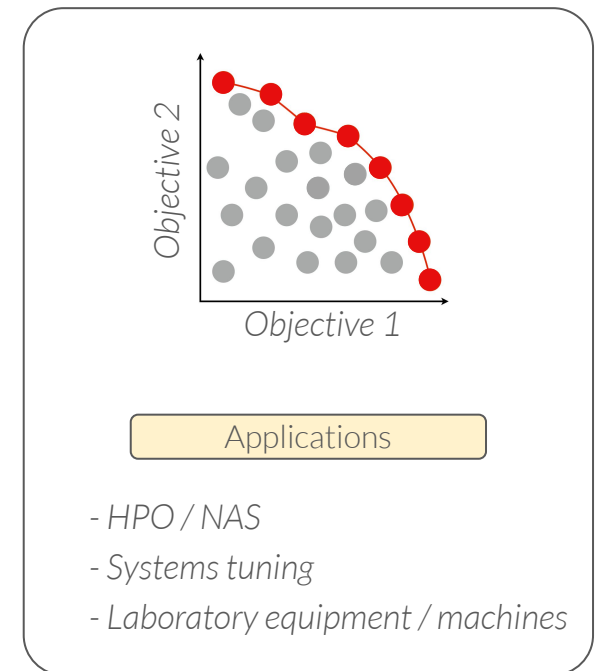 Objective 2
Objective 1
Applications
- HPO / NAS
- Systems tuning
- Laboratory equipment / machines